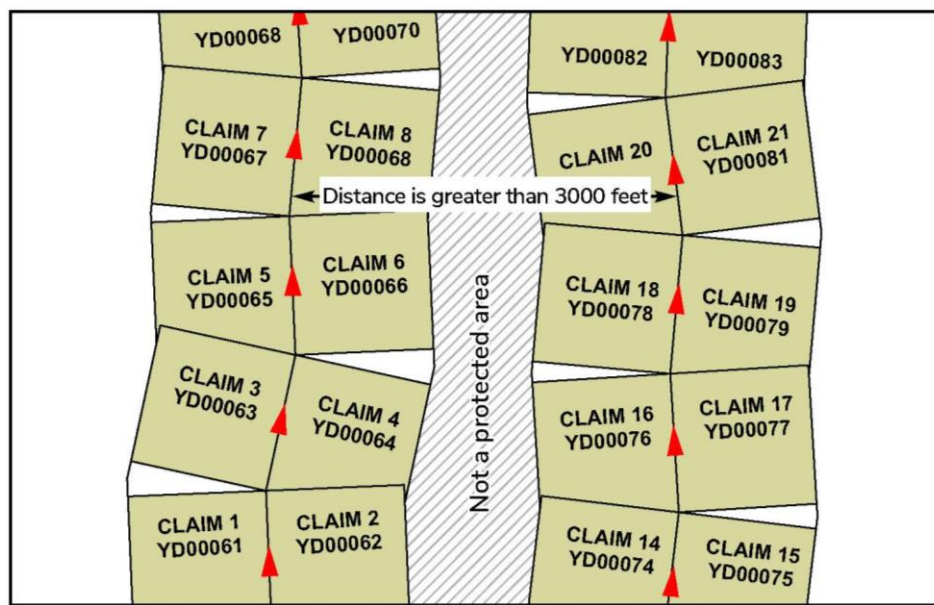 YD00068
YD00070
CLAIM 7
YD00067
CLAIM 8
YD00068
CLAIM 5
YD00065
CLAIM 6
YD00066
CLAIM 3
YD00063
CLAIM 4
YD00064
CLAIM 1
YD00061
CLAIM 2
YD00062
Distance is greater than 3000 feet
Not a protected area
YD00082
YD00083
CLAIM 20
CLAIM 21
YD00081
CLAIM 18
YD00078
CLAIM 19
YD00079
CLAIM 16
YD00076
CLAIM 17
YD00077
CLAIM 14
YD00074
CLAIM 15
YD00075